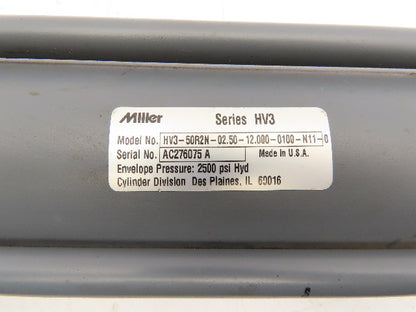 Miller Series HV3
Model No. HV3-50R2N-02.50-12.000-0100-N11-0
Serial No. AC276075 A Made In U.S.A.
Envelope Pressure: 2500 psi Hyd
Cylinder Division Des Plaines, IL 60016